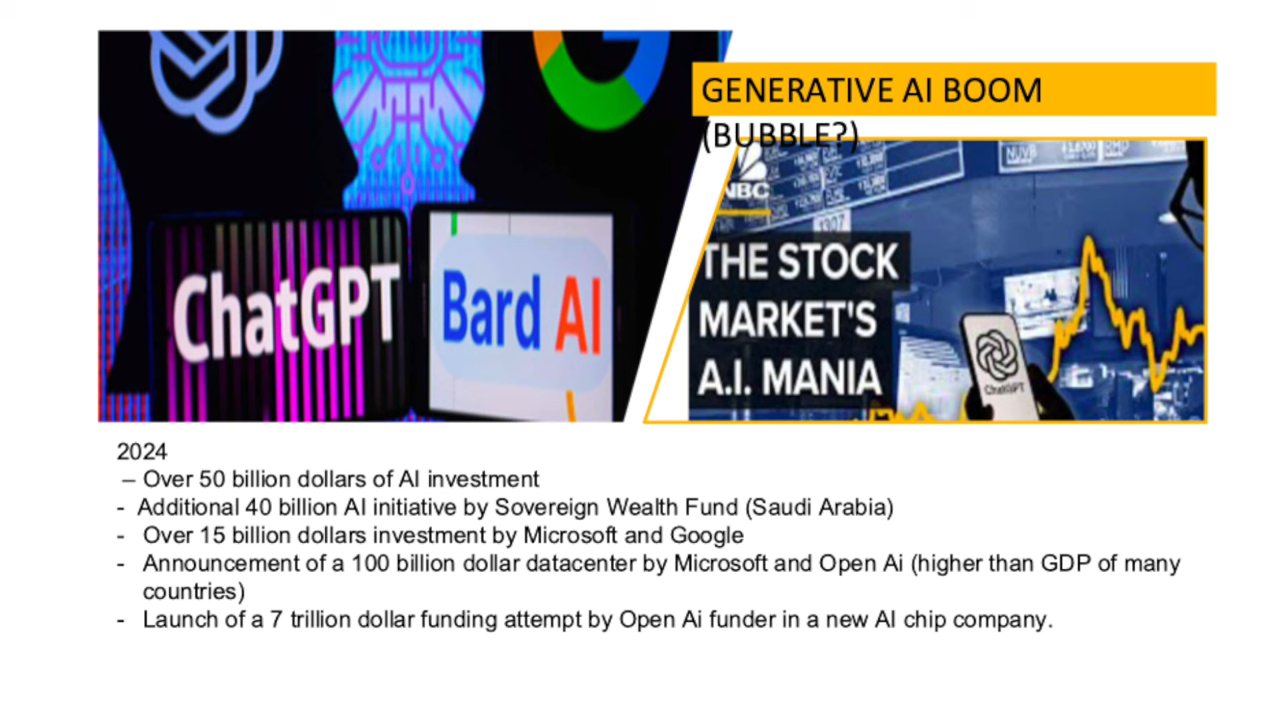 GENERATIVE AI BOOM
(BUBBLE?)
ChatGPT
Bard AI
NBC
1307
NUVB
RMD
THE STOCK
MARKET'S
A.I. MANIA
ChatGPT
2024
– Over 50 billion dollars of AI investment
- Additional 40 billion AI initiative by Sovereign Wealth Fund (Saudi Arabia)
- Over 15 billion dollars investment by Microsoft and Google
- Announcement of a 100 billion dollar datacenter by Microsoft and Open Ai (higher than GDP of many
countries)
- Launch of a 7 trillion dollar funding attempt by Open Ai funder in a new AI chip company.